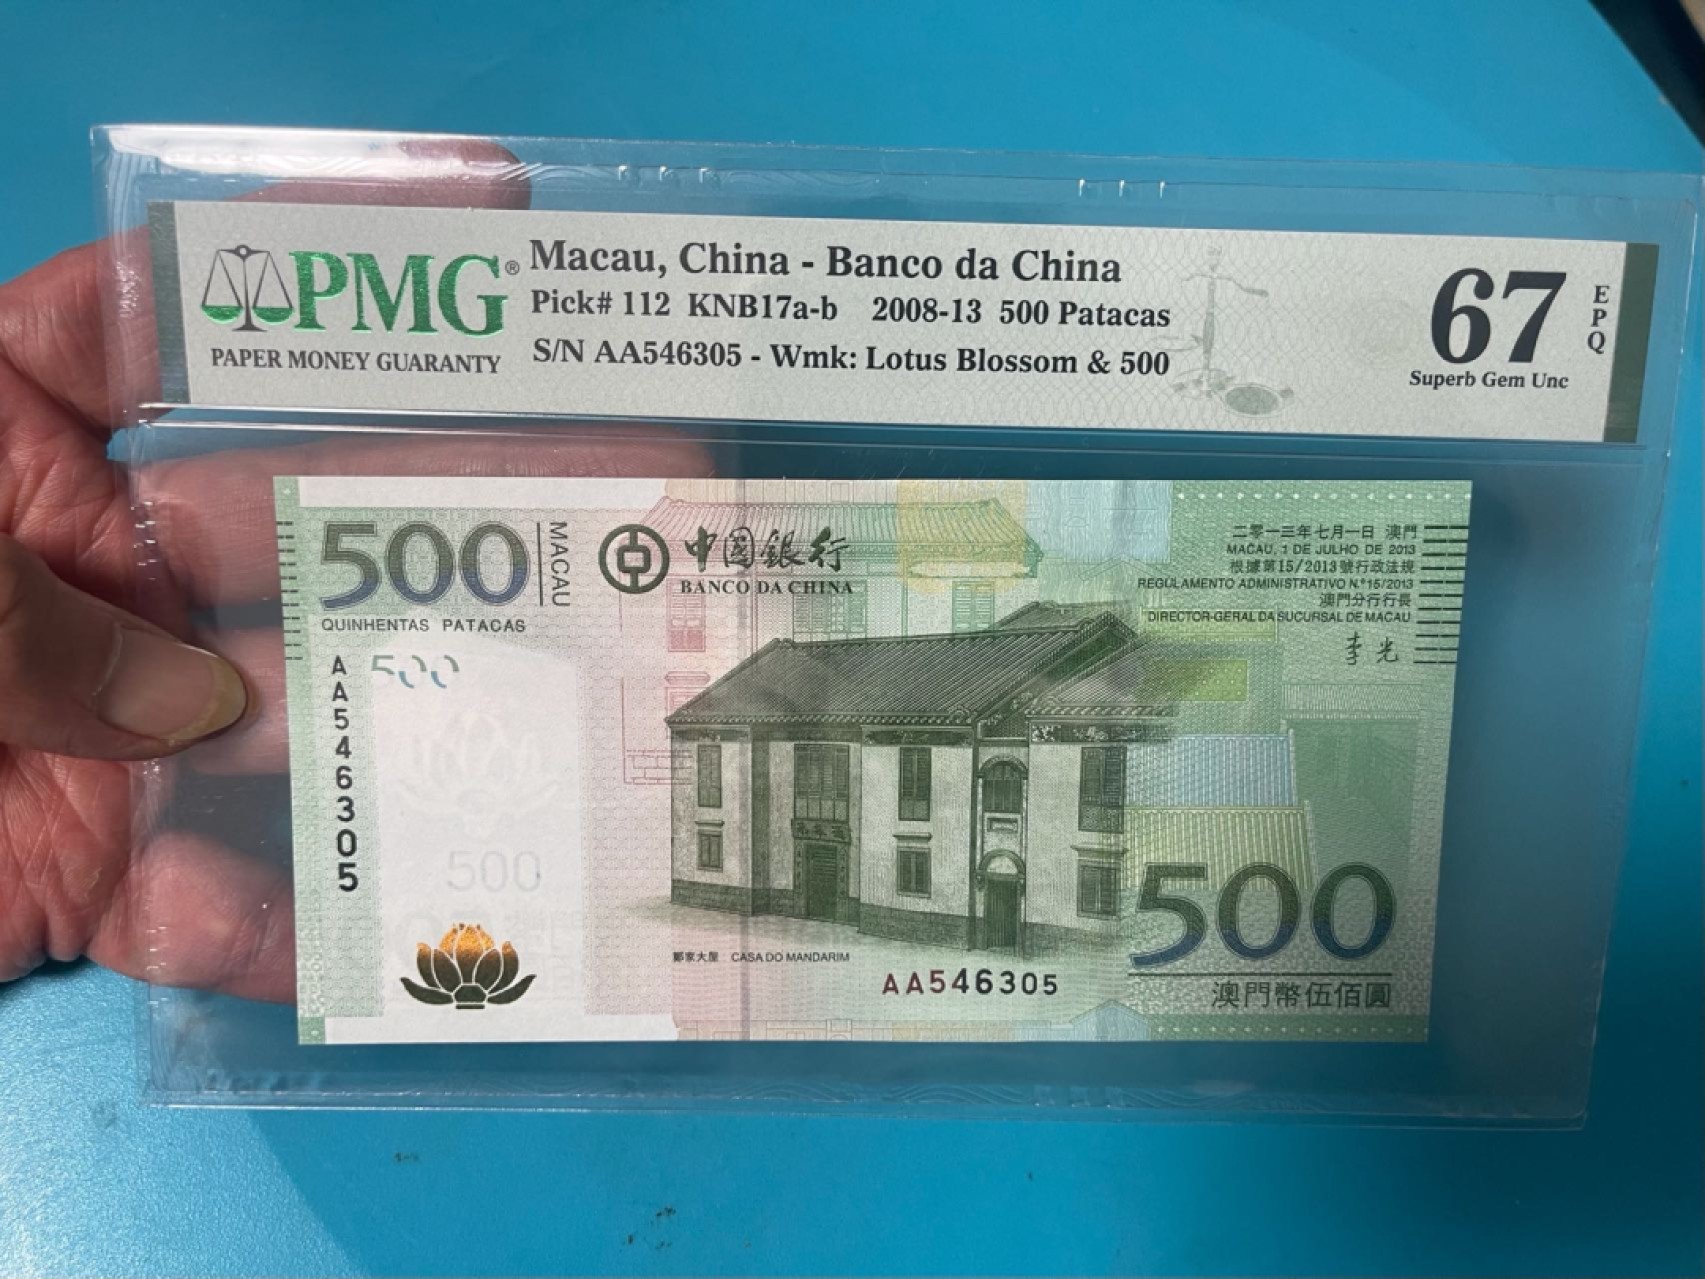 PMG®
PAPER MONEY GUARANTY
Macau, China - Banco da China
Pick# 112 KNB17a-b 2008-13 500 Patacas
S/N AA546305 - Wmk: Lotus Blossom & 500
67
EPQ
Superb Gem Unc
500
MACAU
QUINHENTAS PATACAS
中國銀行
BANCO DA CHINA
二零一三年七月一日 澳門
MACAU, 1 DE JULHO DE 2013
根據第15/2013號行政法規
REGULAMENTO ADMINISTRATIVO N.º 15/2013
澳門分行行長
DIRECTOR-GERAL DA SUCURSAL DE MACAU
李光
AA546305
500
500
鄭家大屋 CASA DO MANDARIM
AA546305
500
澳門幣伍佰圓